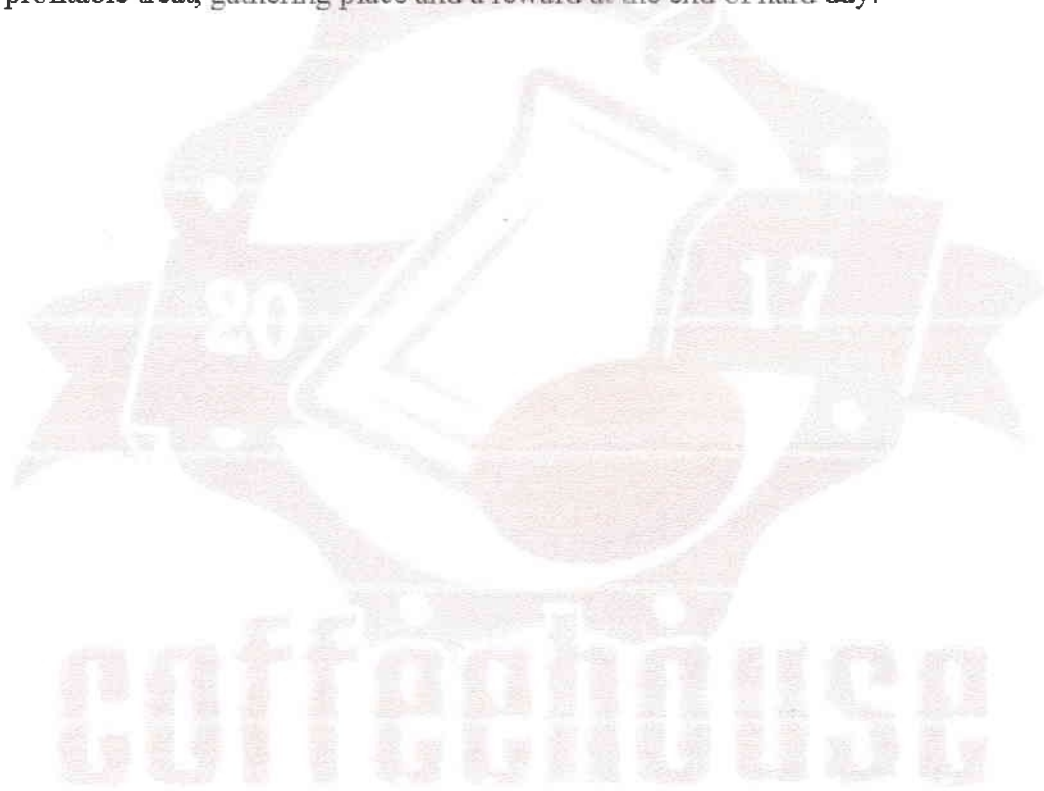 profitable treat, gathering place and a reward at the end of hard day.
20 17
coffeehouse